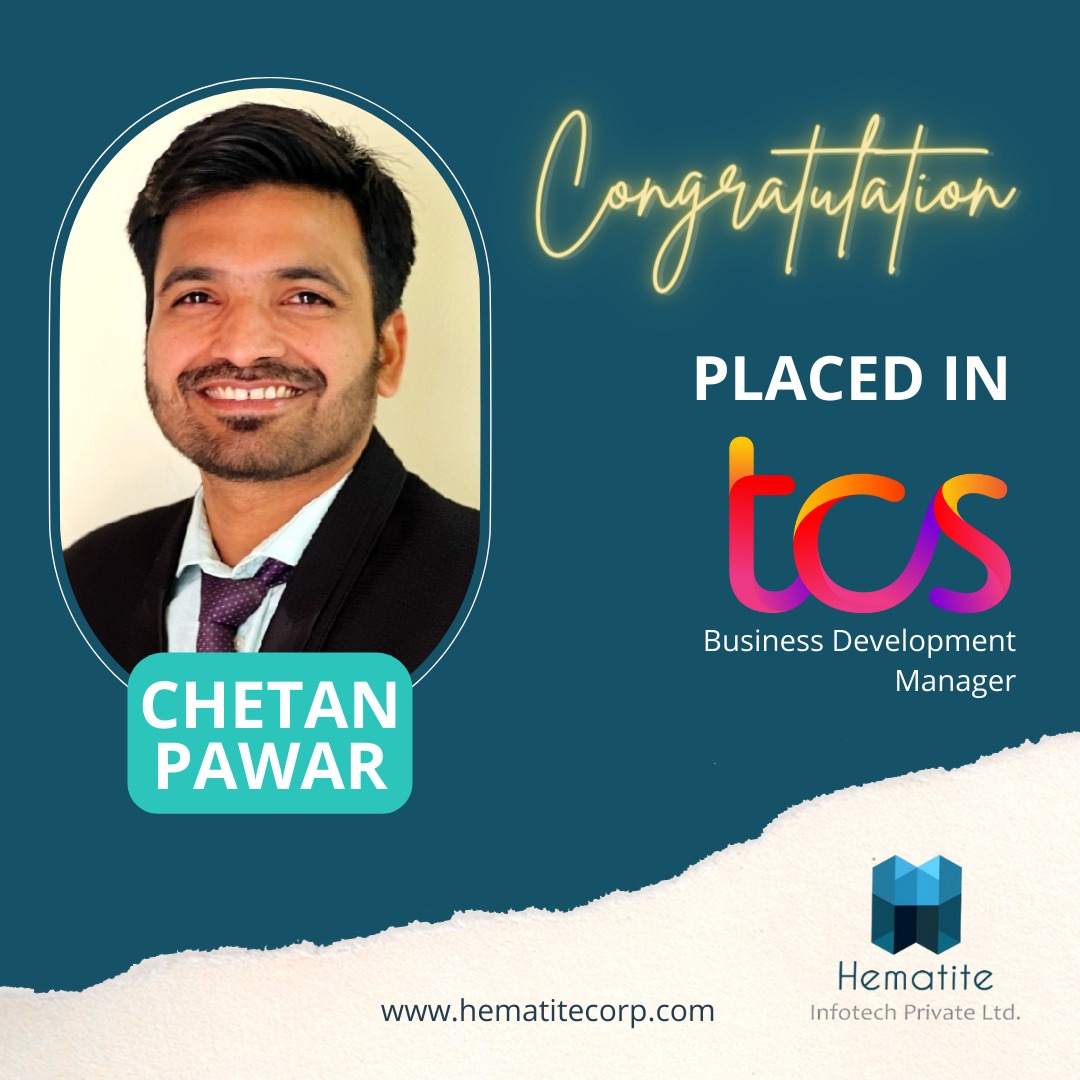 Congratulation
PLACED IN
tcs
Business Development
Manager
CHETAN
PAWAR
Hematite
Infotech Private Ltd.
www.hematitecorp.com